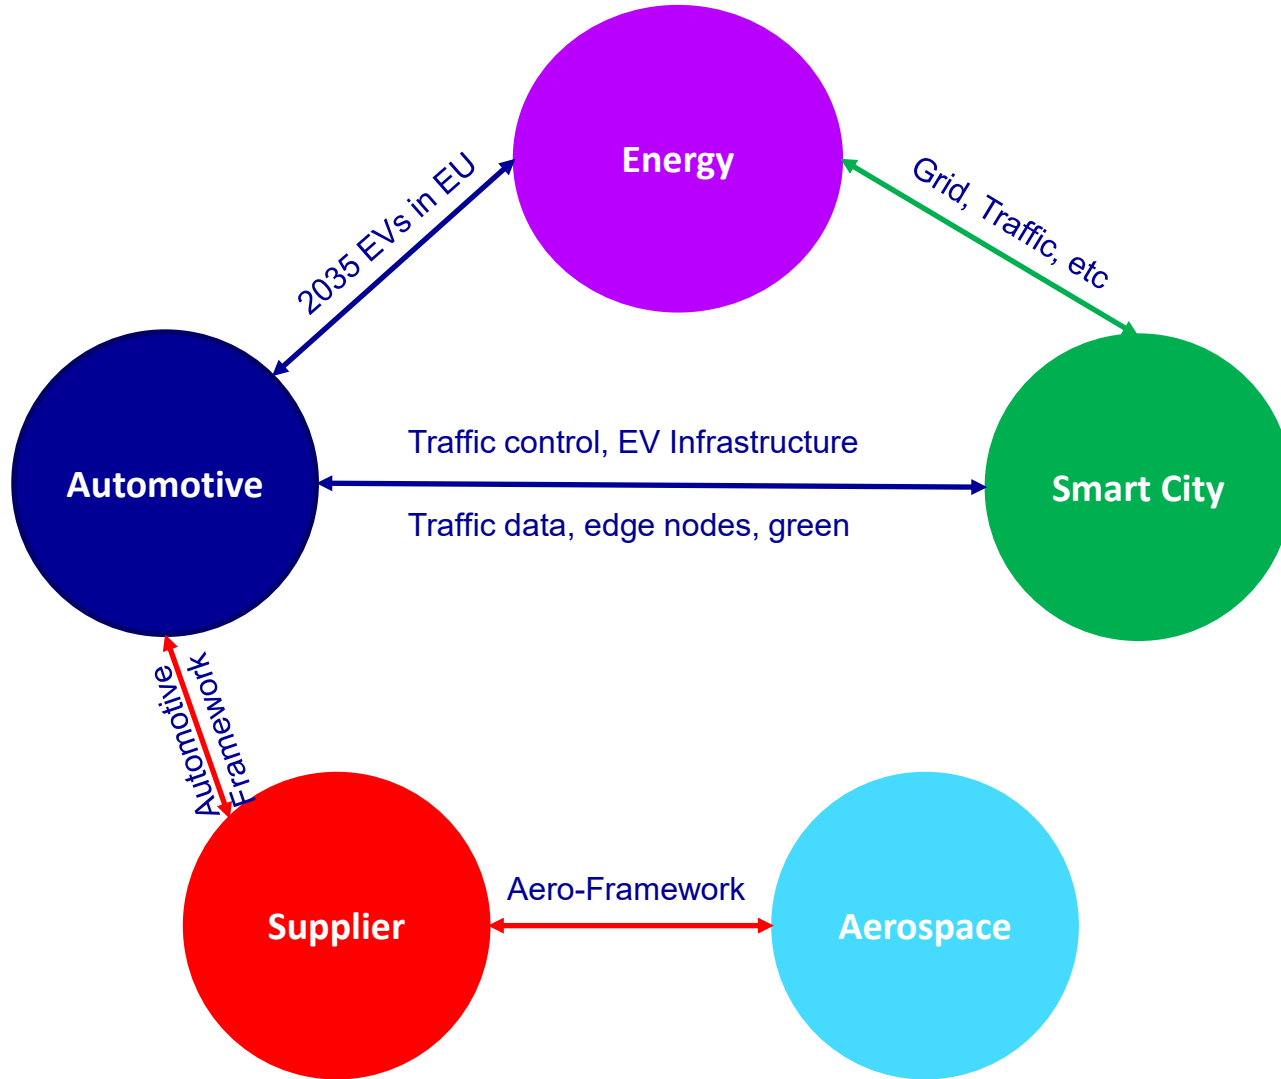 Energy
2035 EVs in EU
Grid, Traffic, etc
Traffic control, EV Infrastructure
Automotive
Smart City
Traffic data, edge nodes, green
Automotive
Framework
Aero-Framework
Supplier
Aerospace